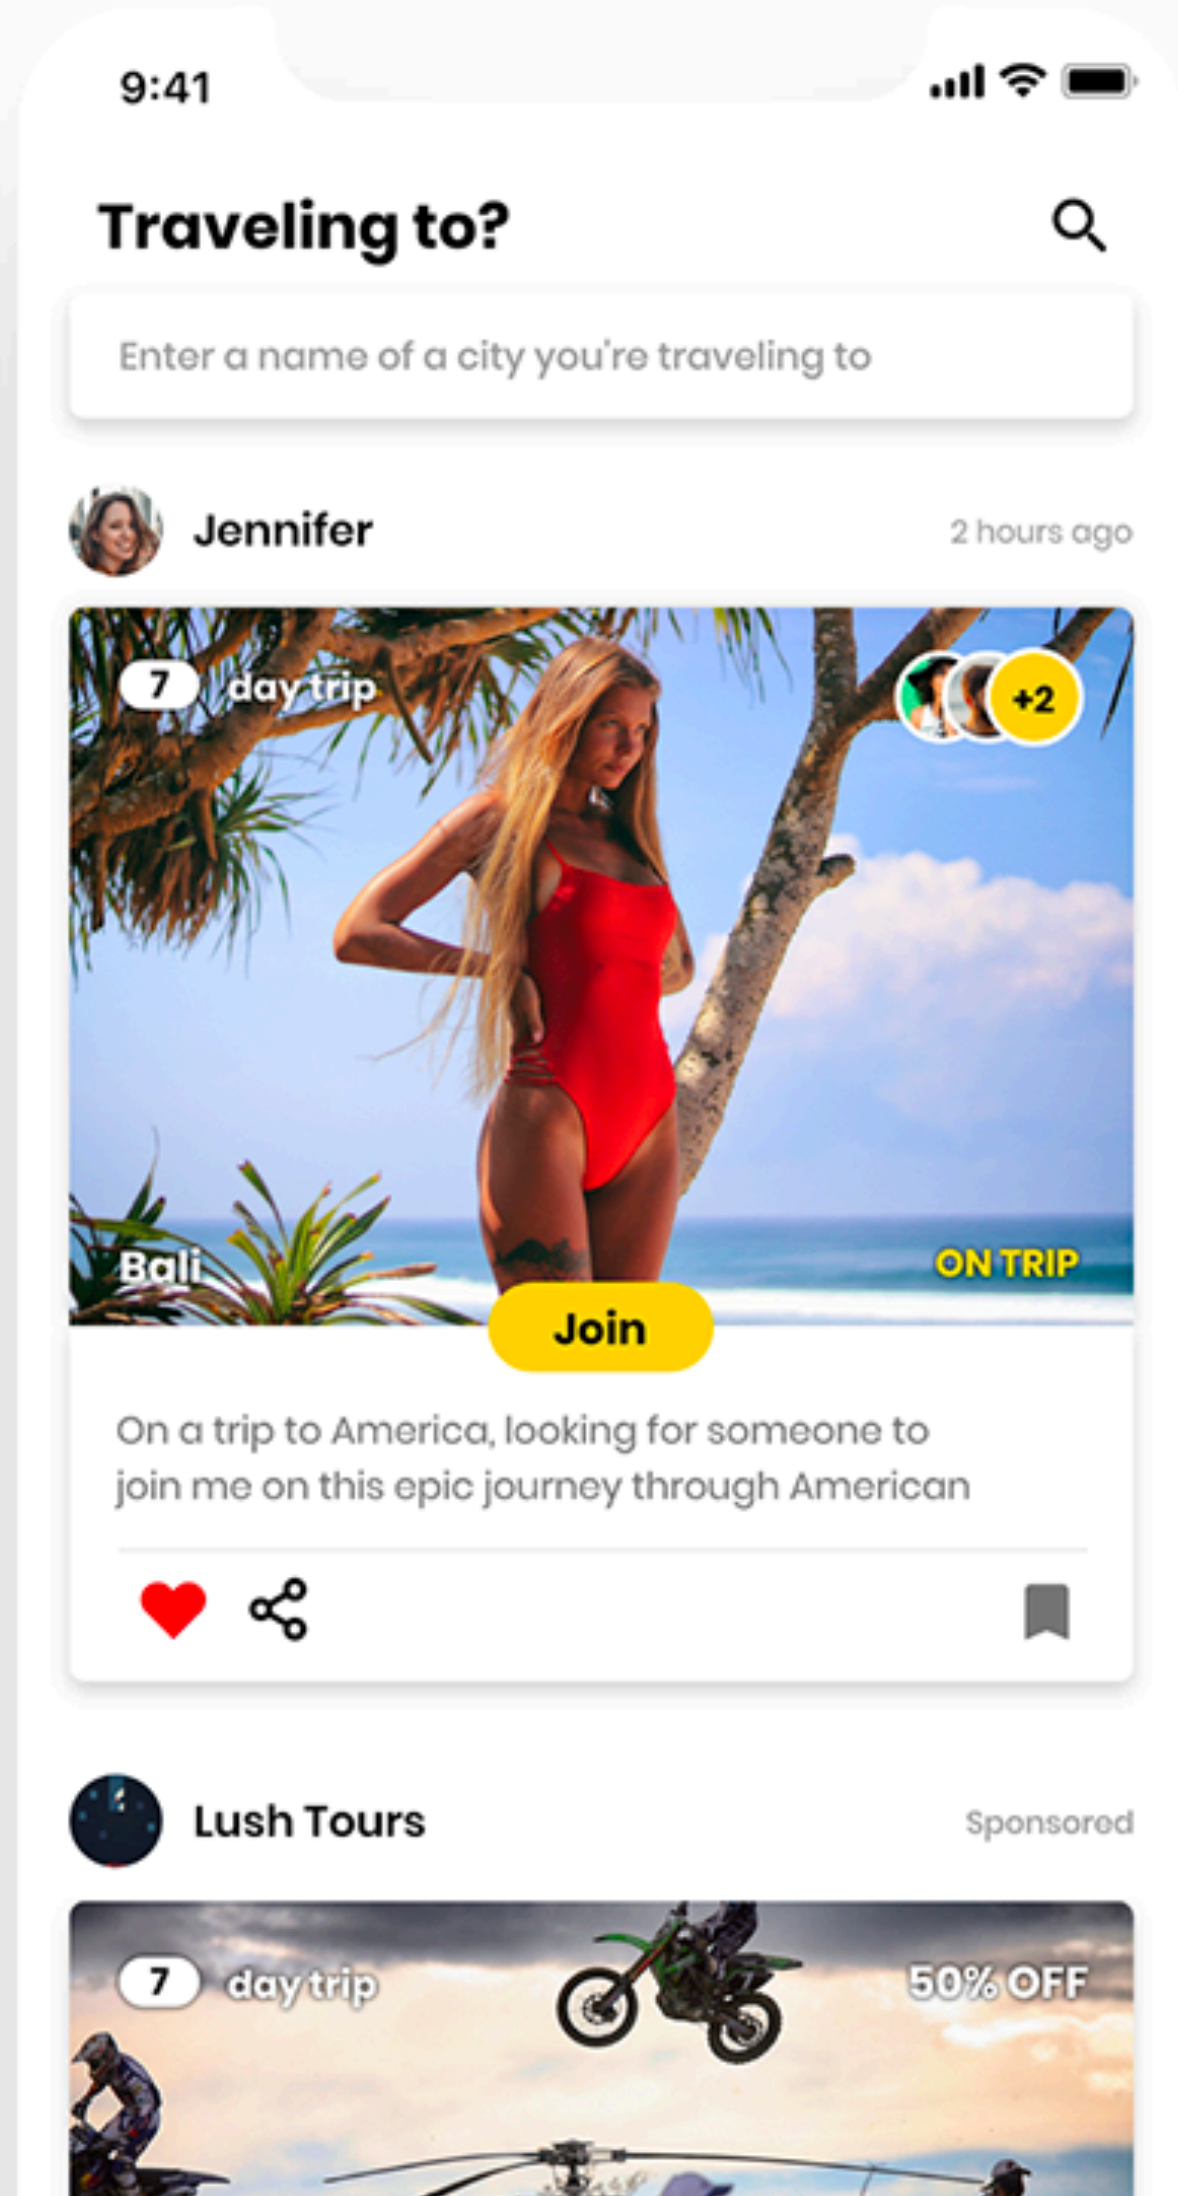 9:41
Traveling to?
Enter a name of a city you're traveling to
Jennifer
2 hours ago
7 day trip
+2
Bali
ON TRIP
Join
On a trip to America, looking for someone to
join me on this epic journey through American
Lush Tours
Sponsored
7 day trip
50% OFF